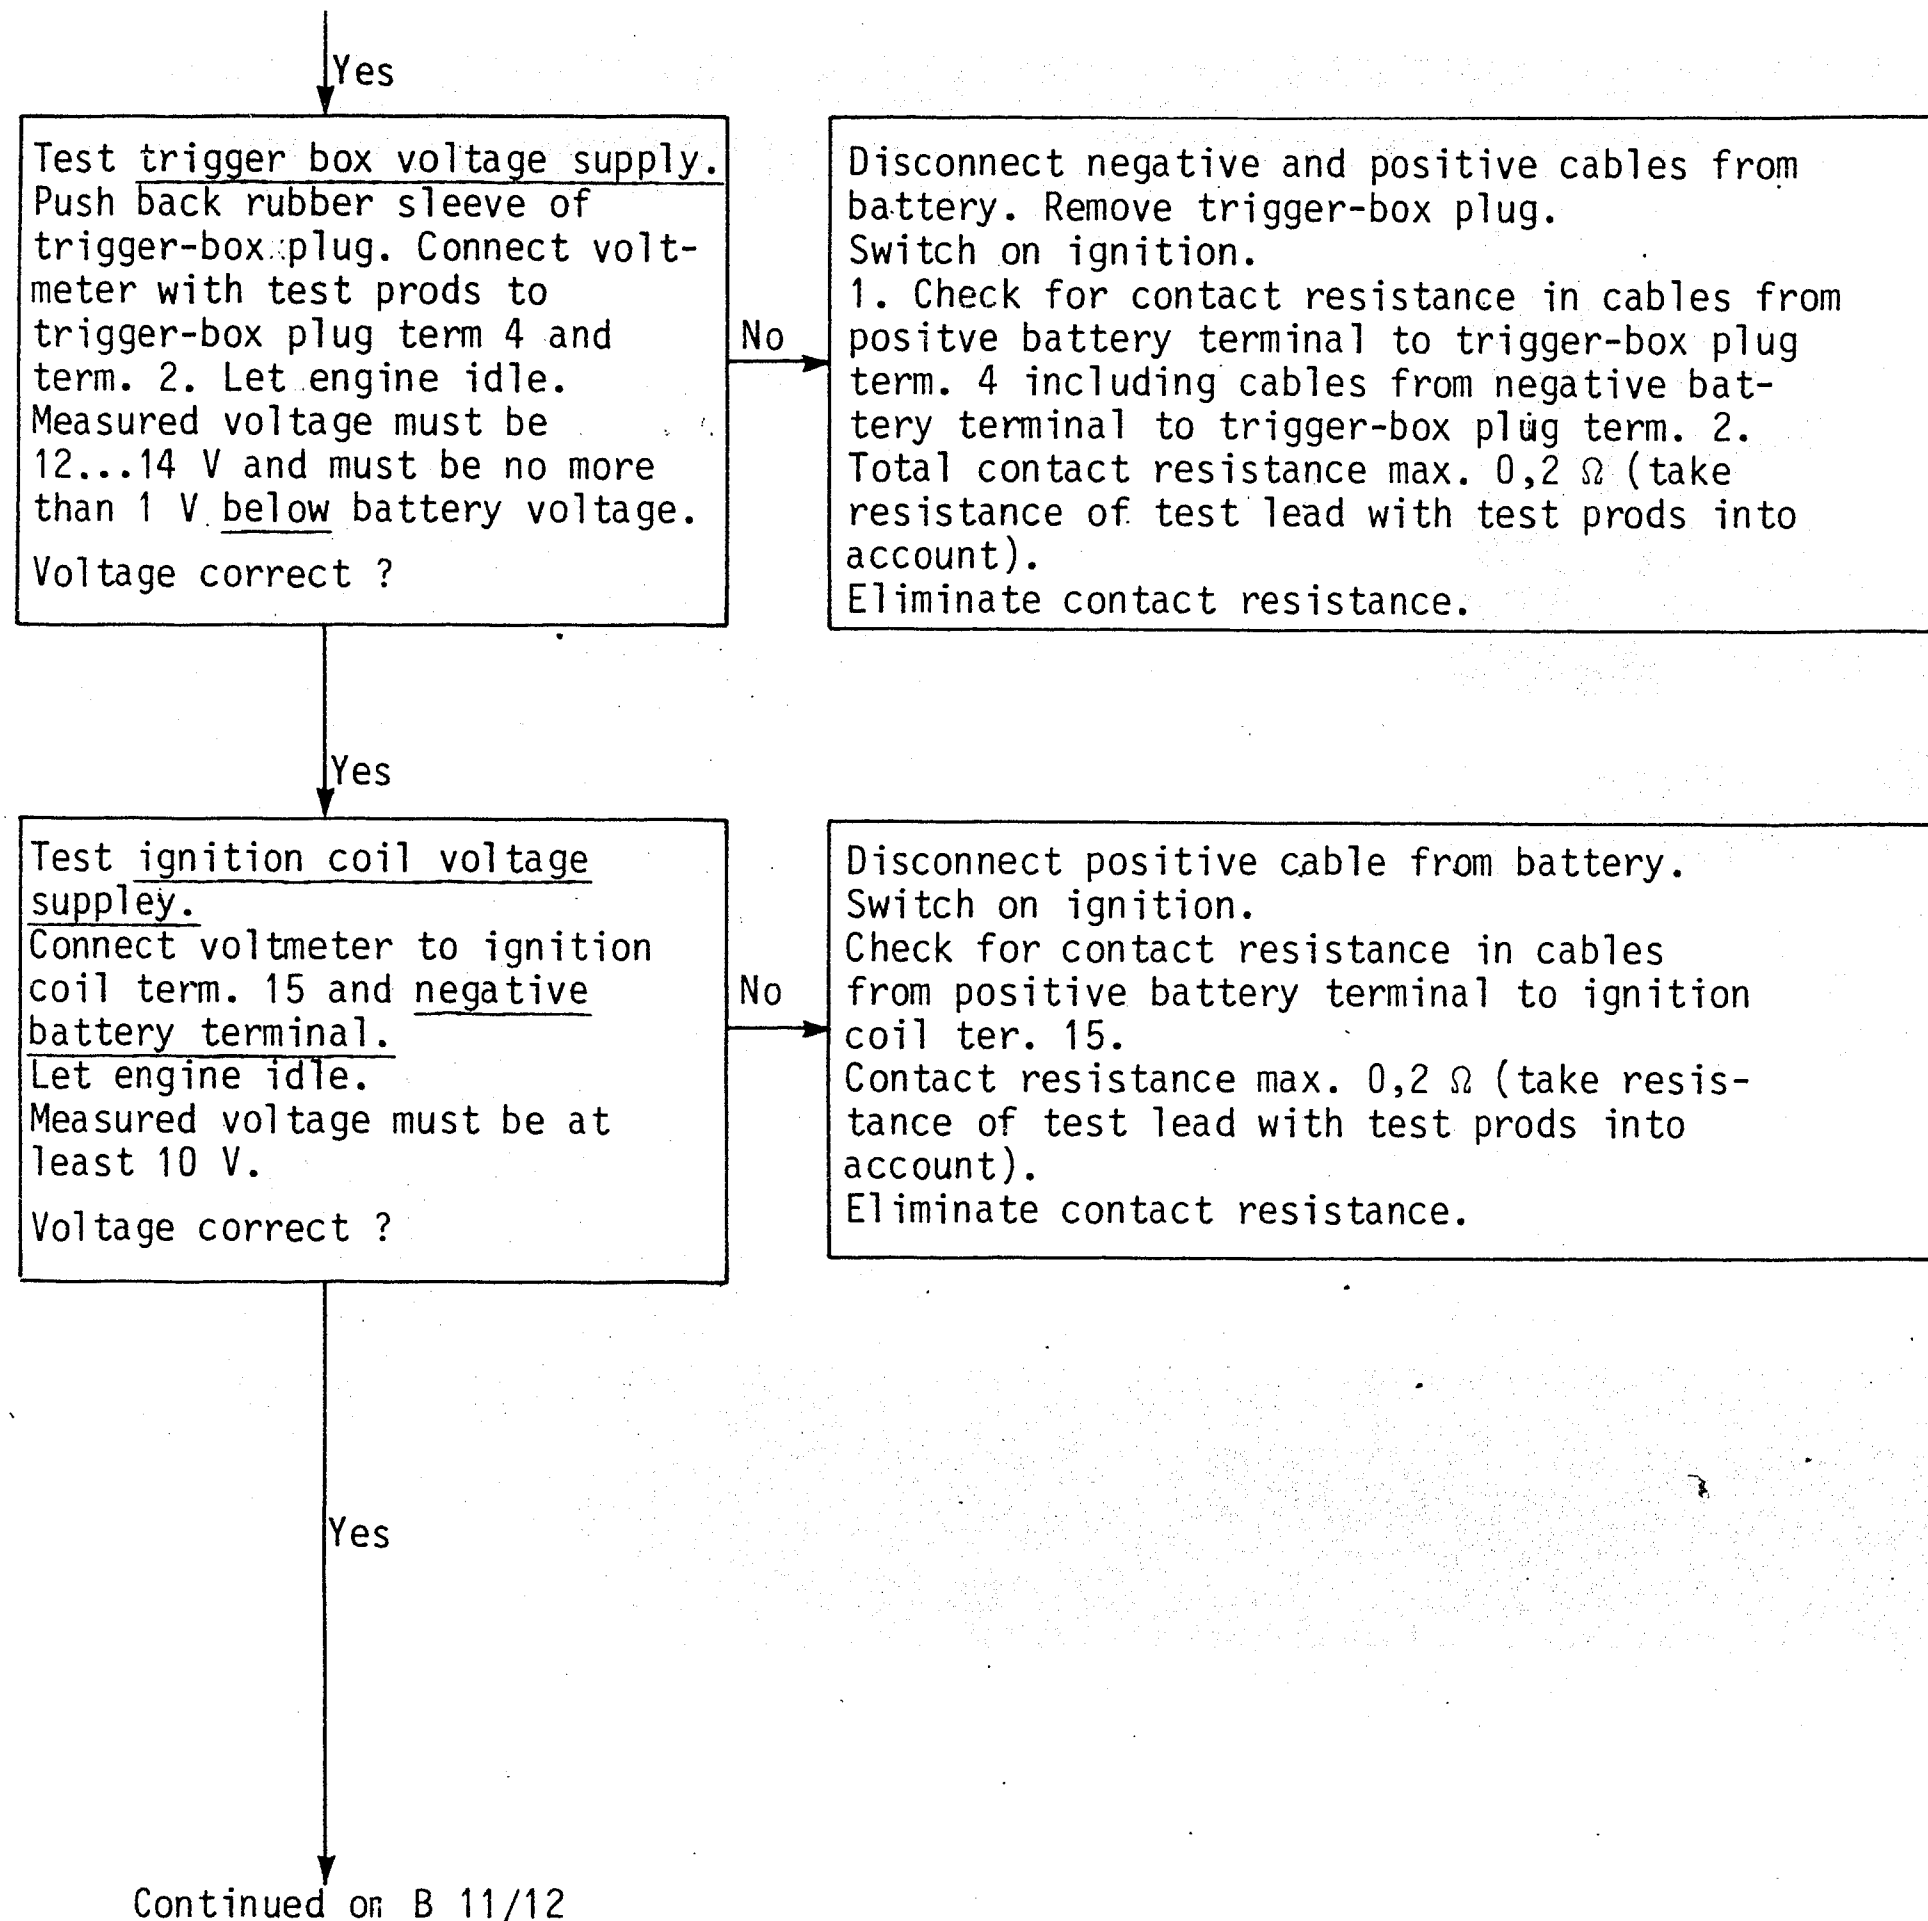 Yes
Test trigger box voltage supply.
Push back rubber sleeve of
trigger-box plug. Connect volt-
meter with test prods to
trigger-box plug term 4 and
term. 2. Let engine idle.
Measured voltage must be
12...14 V and must be no more
than 1 V below battery voltage.
Voltage correct ?
No
Disconnect negative and positive cables from
battery. Remove trigger-box plug.
Switch on ignition.
1. Check for contact resistance in cables from
positve battery terminal to trigger-box plug
term. 4 including cables from negative bat-
tery terminal to trigger-box plug term. 2.
Total contact resistance max. 0,2 Ω (take
resistance of test lead with test prods into
account).
Eliminate contact resistance.
Yes
Test ignition coil voltage
suppley.
Connect voltmeter to ignition
coil term. 15 and negative
battery terminal.
Let engine idle.
Measured voltage must be at
least 10 V.
Voltage correct ?
No
Disconnect positive cable from battery.
Switch on ignition.
Check for contact resistance in cables
from positive battery terminal to ignition
coil ter. 15.
Contact resistance max. 0,2 Ω (take resis-
tance of test lead with test prods into
account).
Eliminate contact resistance.
Yes
Continued on B 11/12